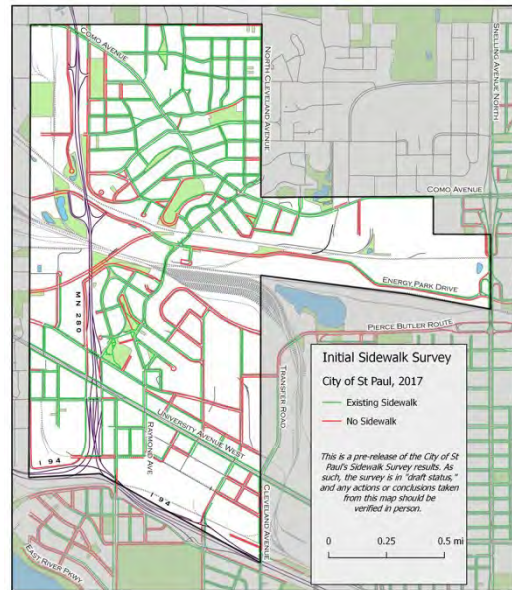 COMO AVENUE
NORTH CLEVELAND AVENUE
SNELLING AVENUE NORTH
COMO AVENUE
ENERGY PARK DRIVE
MN 280
PIERCE BUTLER ROUTE
TRANSFER ROAD
UNIVERSITY AVENUE WEST
RAYMOND AVE
I 94
I 94
CLEVELAND AVENUE
EAST RIVER PKWY
Initial Sidewalk Survey
City of St Paul, 2017
Existing Sidewalk
No Sidewalk
This is a pre-release of the City of St
Paul's Sidewalk Survey results. As
such, the survey is in "draft status,"
and any actions or conclusions taken
from this map should be
verified in person.
0 0.25 0.5 mi